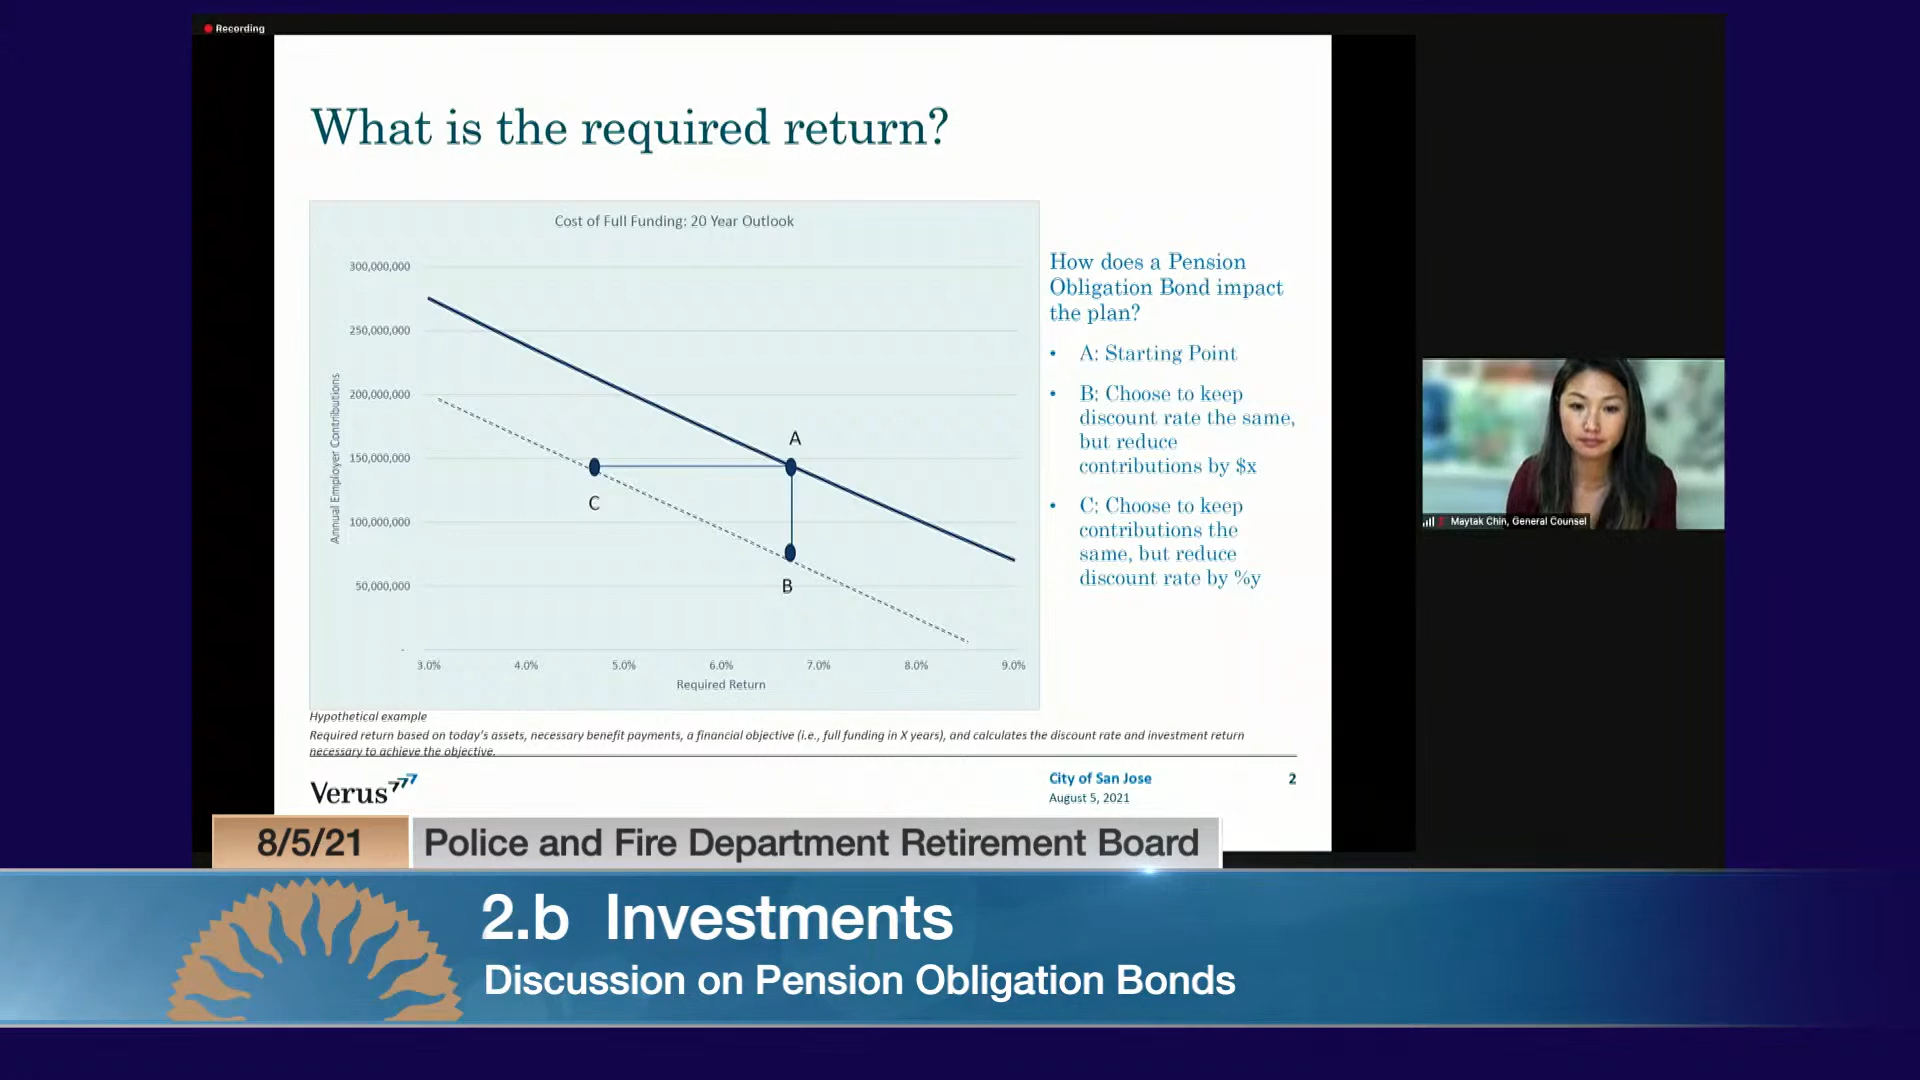 Recording
What is the required return?
Cost of Full Funding: 20 Year Outlook
300,000,000
250,000,000
200,000,000
150,000,000
100,000,000
50,000,000
-
Annual Employer Contributions
A
C
B
3.0% 4.0% 5.0% 6.0% 7.0% 8.0% 9.0%
Required Return
How does a Pension
Obligation Bond impact
the plan?
• A: Starting Point
• B: Choose to keep
discount rate the same,
but reduce
contributions by $x
• C: Choose to keep
contributions the
same, but reduce
discount rate by %y
Hypothetical example
Required return based on today's assets, necessary benefit payments, a financial objective (i.e., full funding in X years), and calculates the discount rate and investment return
necessary to achieve the objective.
Verus777
City of San Jose
August 5, 2021
2
Maytak Chin, General Counsel
8/5/21
Police and Fire Department Retirement Board
2.b Investments
Discussion on Pension Obligation Bonds